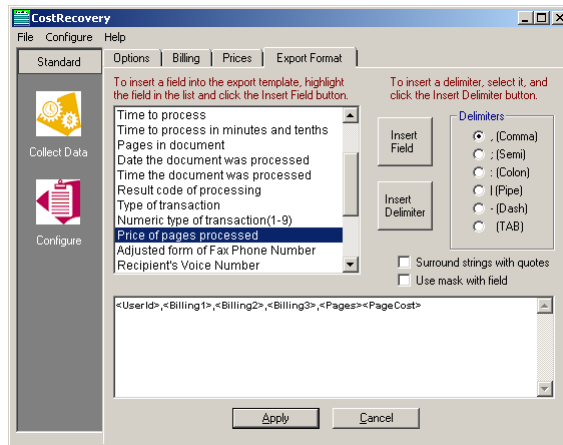 CostRecovery
File Configure Help
Standard
Options Billing Prices Export Format
To insert a field into the export template, highlight
the field in the list and click the Insert Field button.
To insert a delimiter, select it, and
click the Insert Delimiter button.
Time to process
Time to process in minutes and tenths
Pages in document
Date the document was processed
Time the document was processed
Result code of processing
Type of transaction
Numeric type of transaction(1-9)
Price of pages processed
Adjusted form of Fax Phone Number
Recipient's Voice Number
Insert
Field
Insert
Delimiter
Delimiters
, (Comma)
; (Semi)
: (Colon)
| (Pipe)
- (Dash)
(TAB)
Collect Data
Configure
Surround strings with quotes
Use mask with field
<UserId>,<Billing1>,<Billing2>,<Billing3>,<Pages><PageCost>
Apply Cancel